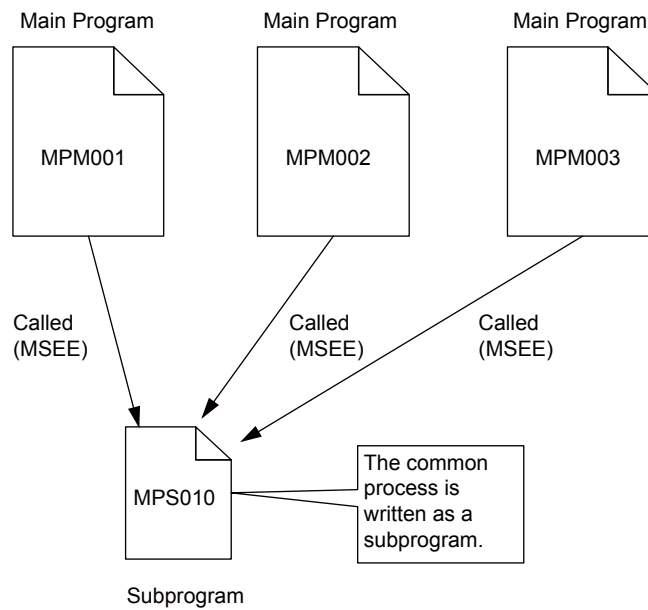 Main Program
Main Program
Main Program
MPM001
MPM002
MPM003
Called
(MSEE)
Called
(MSEE)
Called
(MSEE)
MPS010
The common
process is
written as a
subprogram.
Subprogram